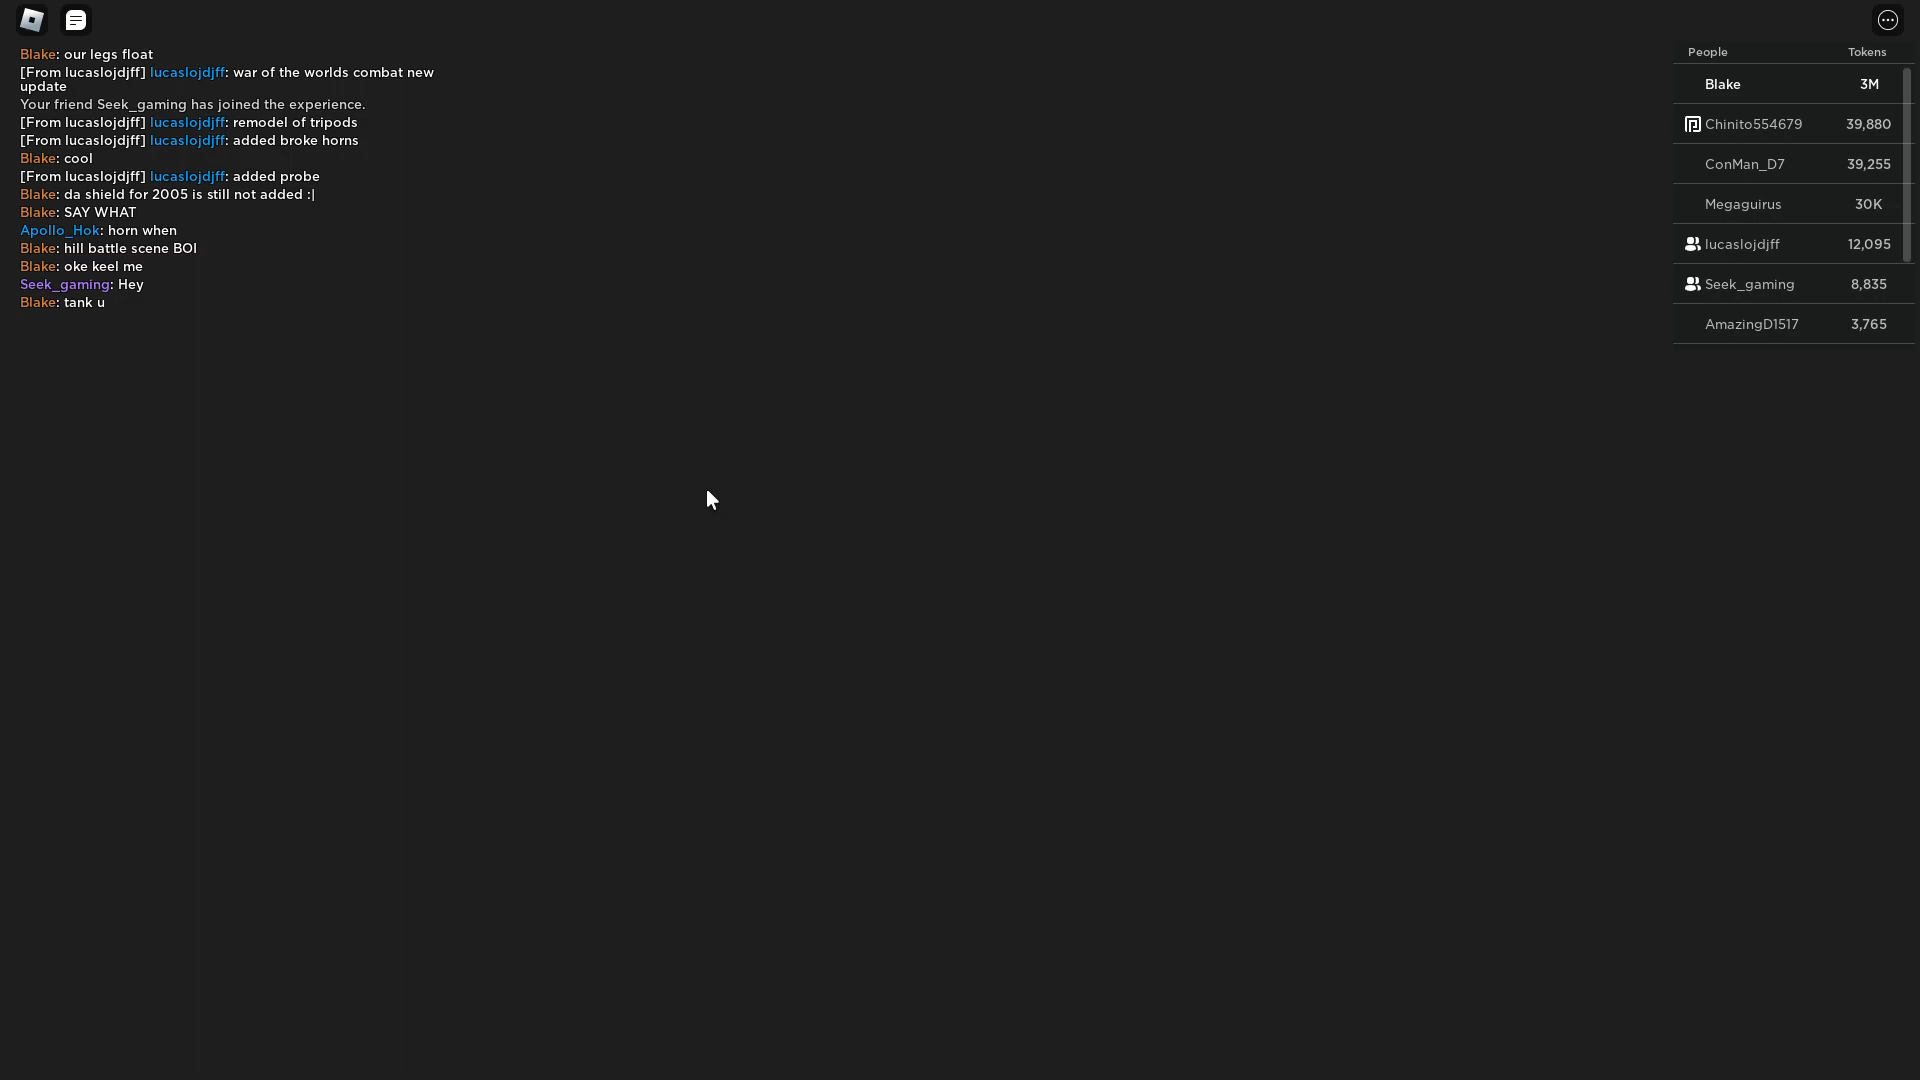 Blake: our legs float
[From lucaslojdjff] lucaslojdjff: war of the worlds combat new
update
Your friend Seek_gaming has joined the experience.
[From lucaslojdjff] lucaslojdjff: remodel of tripods
[From lucaslojdjff] lucaslojdjff: added broke horns
Blake: cool
[From lucaslojdjff] lucaslojdjff: added probe
Blake: da shield for 2005 is still not added :|
Blake: SAY WHAT
Apollo_Hok: horn when
Blake: hill battle scene BOI
Blake: oke keel me
Seek_gaming: Hey
Blake: tank u
People Tokens
Blake 3M
Chinito554679 39,880
ConMan_D7 39,255
Megaguirus 30K
lucaslojdjff 12,095
Seek_gaming 8,835
AmazingD1517 3,765